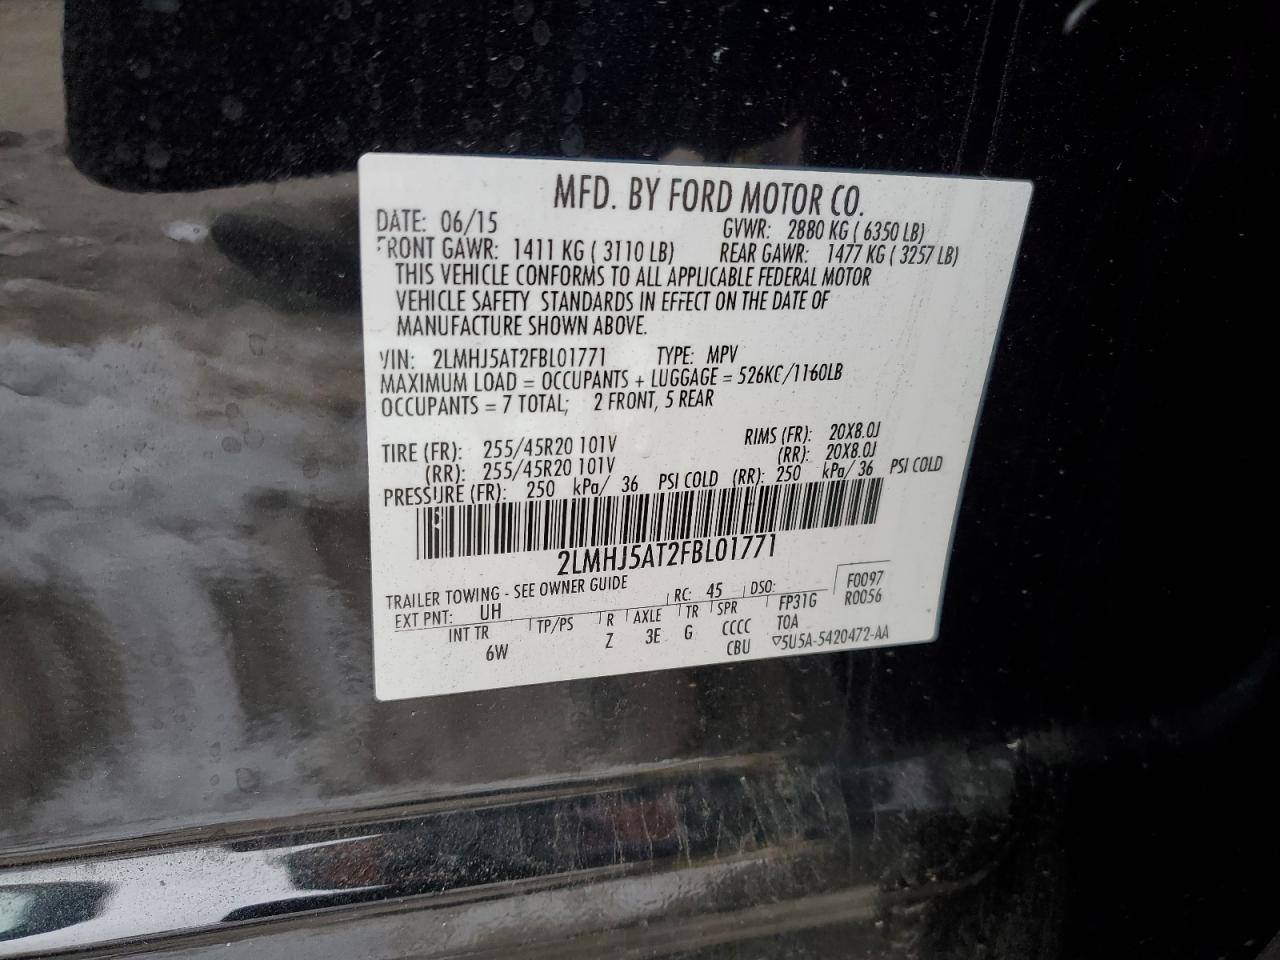 MFD. BY FORD MOTOR CO.
DATE: 06/15 GVWR: 2880 KG ( 6350 LB)
FRONT GAWR: 1411 KG ( 3110 LB) REAR GAWR: 1477 KG ( 3257 LB)
THIS VEHICLE CONFORMS TO ALL APPLICABLE FEDERAL MOTOR
VEHICLE SAFETY STANDARDS IN EFFECT ON THE DATE OF
MANUFACTURE SHOWN ABOVE.
VIN: 2LMHJ5AT2FBL01771 TYPE: MPV
MAXIMUM LOAD = OCCUPANTS + LUGGAGE = 526KC/1160LB
OCCUPANTS = 7 TOTAL; 2 FRONT, 5 REAR
TIRE (FR): 255/45R20 101V RIMS (FR): 20X8.0J
(RR): 255/45R20 101V (RR): 20X8.0J
PRESSURE (FR): 250 kPa/ 36 PSI COLD (RR): 250 kPa/ 36 PSI COLD
2LMHJ5AT2FBL01771
TRAILER TOWING - SEE OWNER GUIDE
EXT PNT: UH RC: 45 DSO: FP31G F0097
R0056
INT TR TP/PS R AXLE TR SPR TOA
6W Z 3E G CCCC
CBU ▽5U5A-5420472-AA